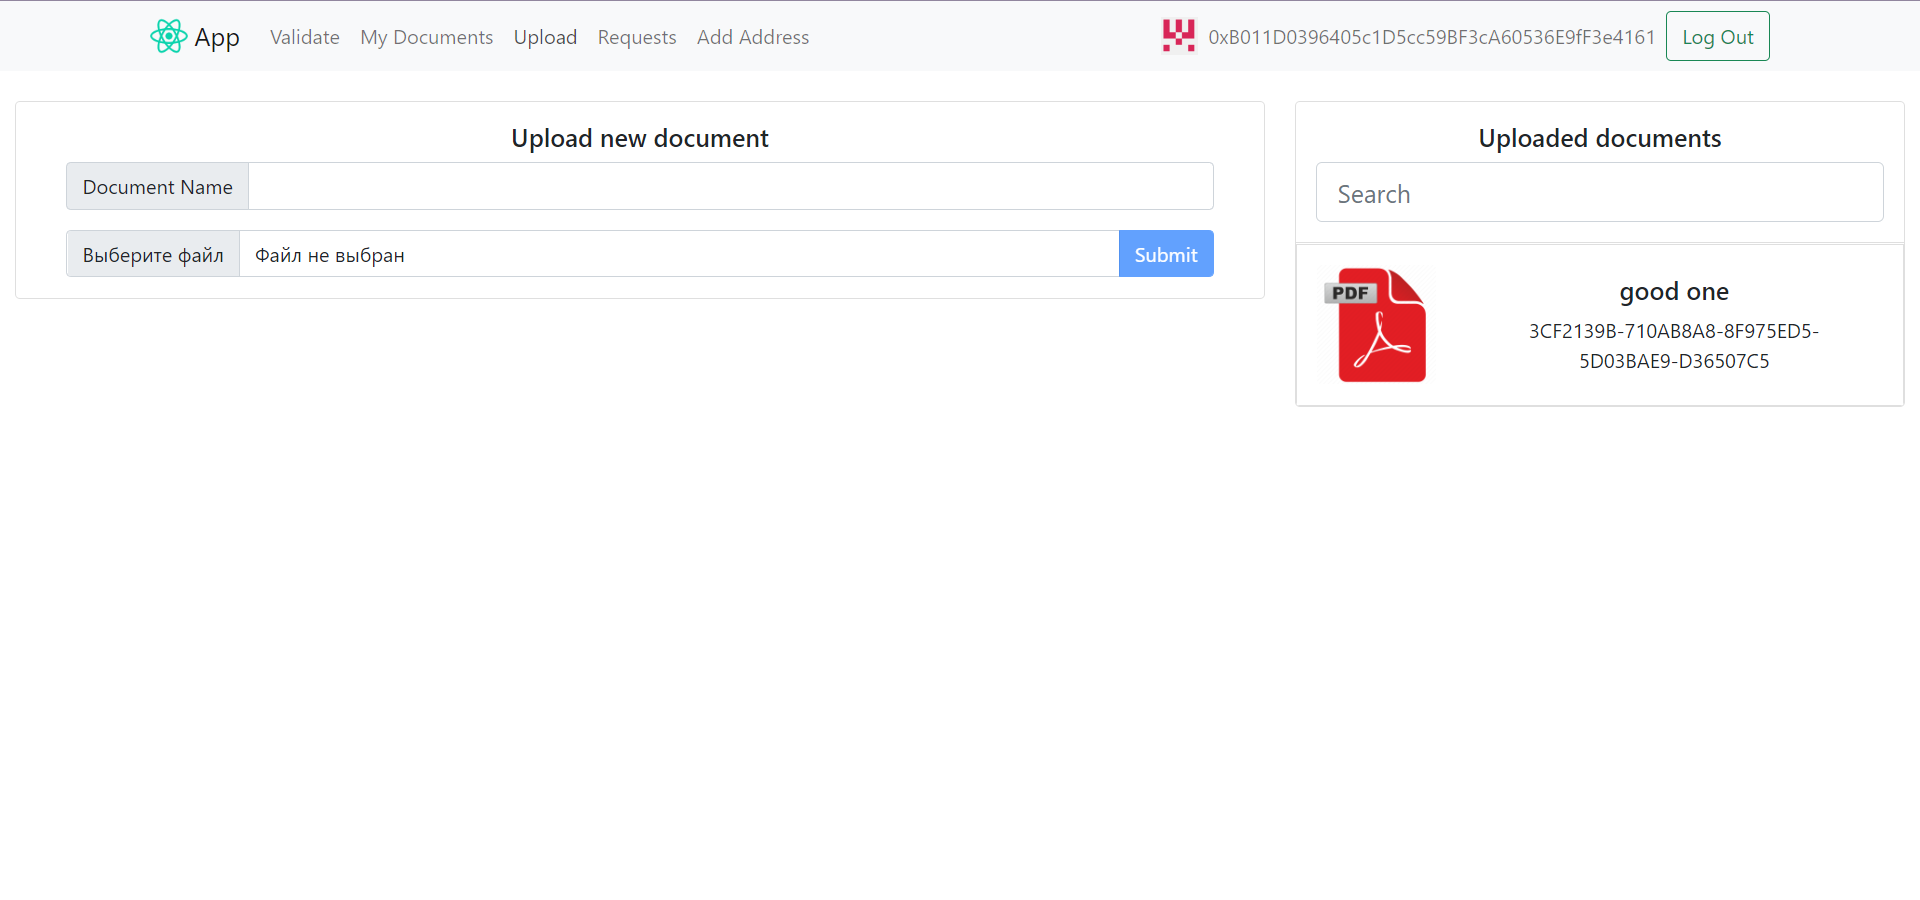 App Validate My Documents Upload Requests Add Address 0xB011D0396405c1D5cc59BF3cA60536E9fF3e4161 Log Out
Upload new document
Document Name
Выберите файл Файл не выбран Submit
Uploaded documents
Search
PDF
good one
3CF2139B-710AB8A8-8F975ED5-
5D03BAE9-D36507C5